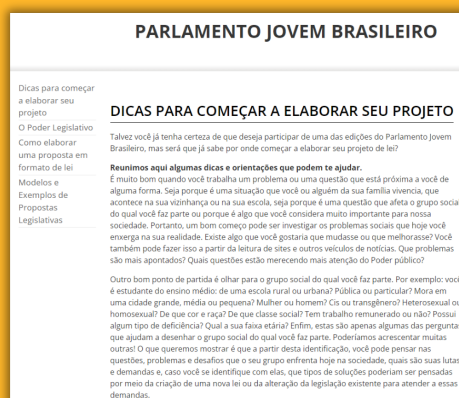 PARLAMENTO JOVEM BRASILEIRO
Dicas para começar
a elaborar seu
projeto
O Poder Legislativo
Como elaborar
uma proposta em
formato de lei
Modelos e
Exemplos de
Propostas
Legislativas
DICAS PARA COMEÇAR A ELABORAR SEU PROJETO
Talvez você já tenha certeza de que deseja participar de uma das edições do Parlamento Jovem
Brasileiro, mas será que já sabe por onde começar a elaborar seu projeto de lei?
Reunimos aqui algumas dicas e orientações que podem te ajudar.
É muito bom quando você trabalha um problema ou uma questão que está próxima a você de
alguma forma. Seja porque é uma situação que você ou alguém da sua família vivencia, que
acontece na sua vizinhança ou na sua escola, seja porque é uma questão que afeta o grupo social
do qual você faz parte ou porque é algo que você considera muito importante para nossa
sociedade. Portanto, um bom começo pode ser investigar os problemas sociais que hoje você
enxerga na sua realidade. Existe algo que você gostaria que mudasse ou que melhorasse? Você
também pode fazer isso a partir da leitura de sites e outros veículos de notícias. Que problemas
são mais apontados? Quais questões estão merecendo mais atenção do Poder público?
Outro bom ponto de partida é olhar para o grupo social do qual você faz parte. Por exemplo: você
é estudante do ensino médio: de uma escola rural ou urbana? Pública ou particular? Mora em
uma cidade grande, média ou pequena? Mulher ou homem? Cis ou transgênero? Heterosexual ou
homosexual? De que cor e raça? De que classe social? Tem trabalho remunerado ou não? Possui
algum tipo de deficiência? Qual a sua faixa etária? Enfim, estas são apenas algumas das perguntas
que ajudam a desenhar o grupo social do qual você faz parte. Poderíamos acrescentar muitas
outras! O que queremos mostrar é que a partir desta identificação, você pode pensar nas
questões, problemas e desafios que o seu grupo enfrenta hoje na sociedade, quais são suas lutas
e demandas e, caso você se identifique com elas, que tipos de soluções poderiam ser pensadas
por meio da criação de uma nova lei ou da alteração da legislação existente para atender a essas
demandas.